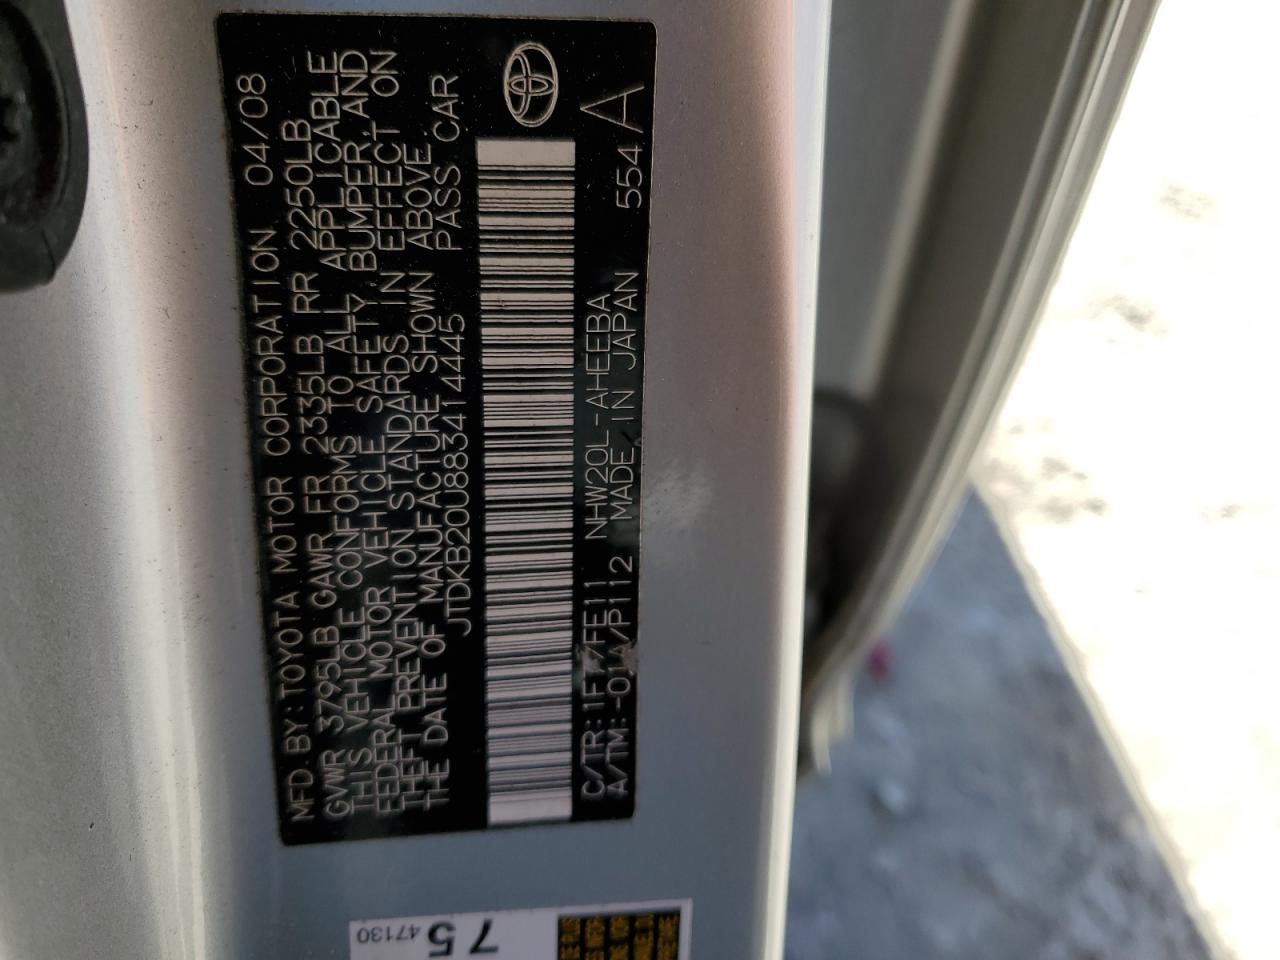 MFD. BY: TOYOTA MOTOR CORPORATION 04/08
GVWR 3795LB GAWR FR 2335LB RR 2250LB
THIS VEHICLE CONFORMS TO ALL APPLICABLE
FEDERAL MOTOR VEHICLE SAFETY, BUMPER, AND
THEFT PREVENTION STANDARDS IN EFFECT ON
THE DATE OF MANUFACTURE SHOWN ABOVE.
JTDKB20U883414445 PASS. CAR
C/TR: 1F7/FE11 NHW20L-AHEEBA
A/TM: -01A/P112 MADE IN JAPAN 554 A
75
47130